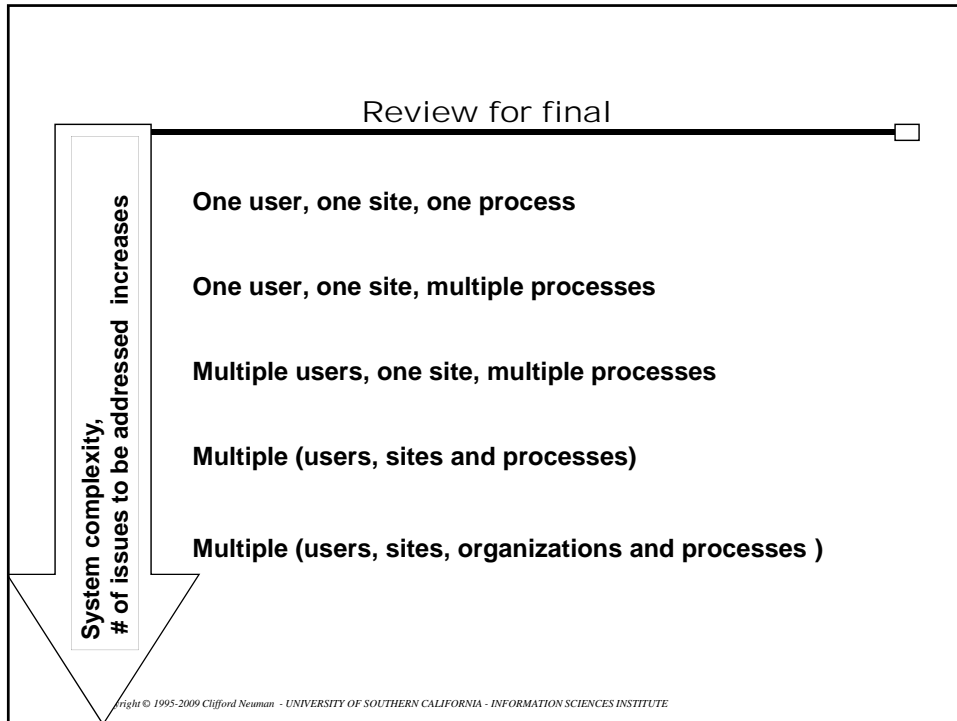 Review for final
System complexity,
# of issues to be addressed increases
One user, one site, one process
One user, one site, multiple processes
Multiple users, one site, multiple processes
Multiple (users, sites and processes)
Multiple (users, sites, organizations and processes )
© 1995-2009 Clifford Neuman - UNIVERSITY OF SOUTHERN CALIFORNIA - INFORMATION SCIENCES INSTITUTE